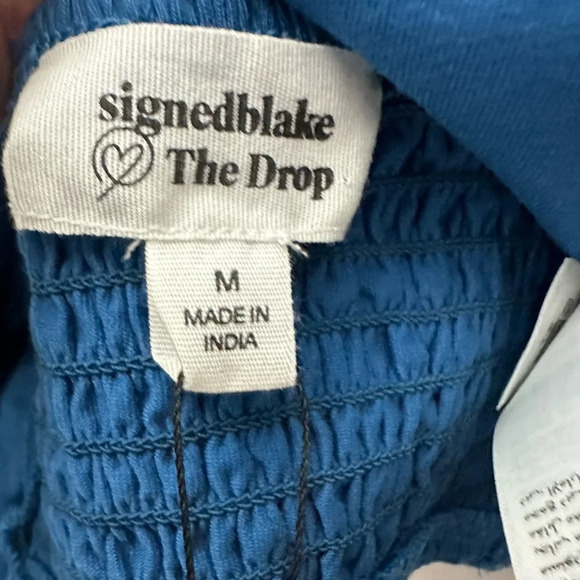 signedblake
The Drop
M
MADE IN
INDIA